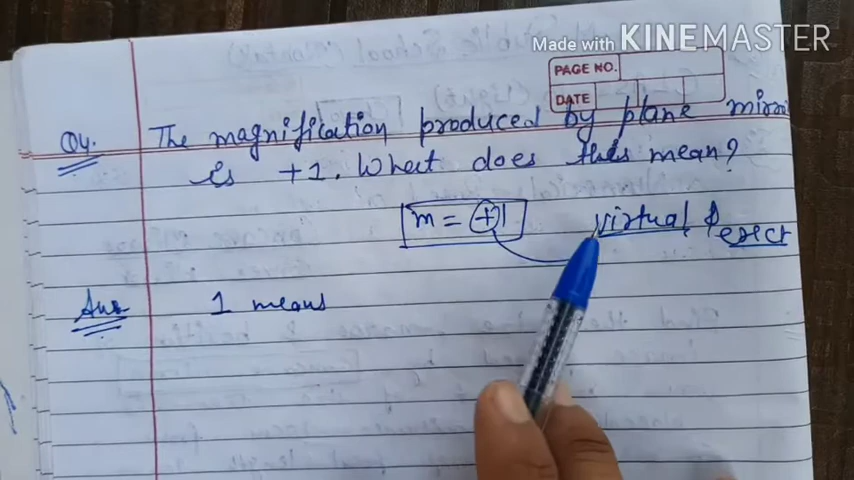 Made with KINEMASTER
PAGE NO.
DATE
Q4. The magnification produced by plane mirro
is +1. What does this mean?
m = +1 virtual & erect
Ans 1 means